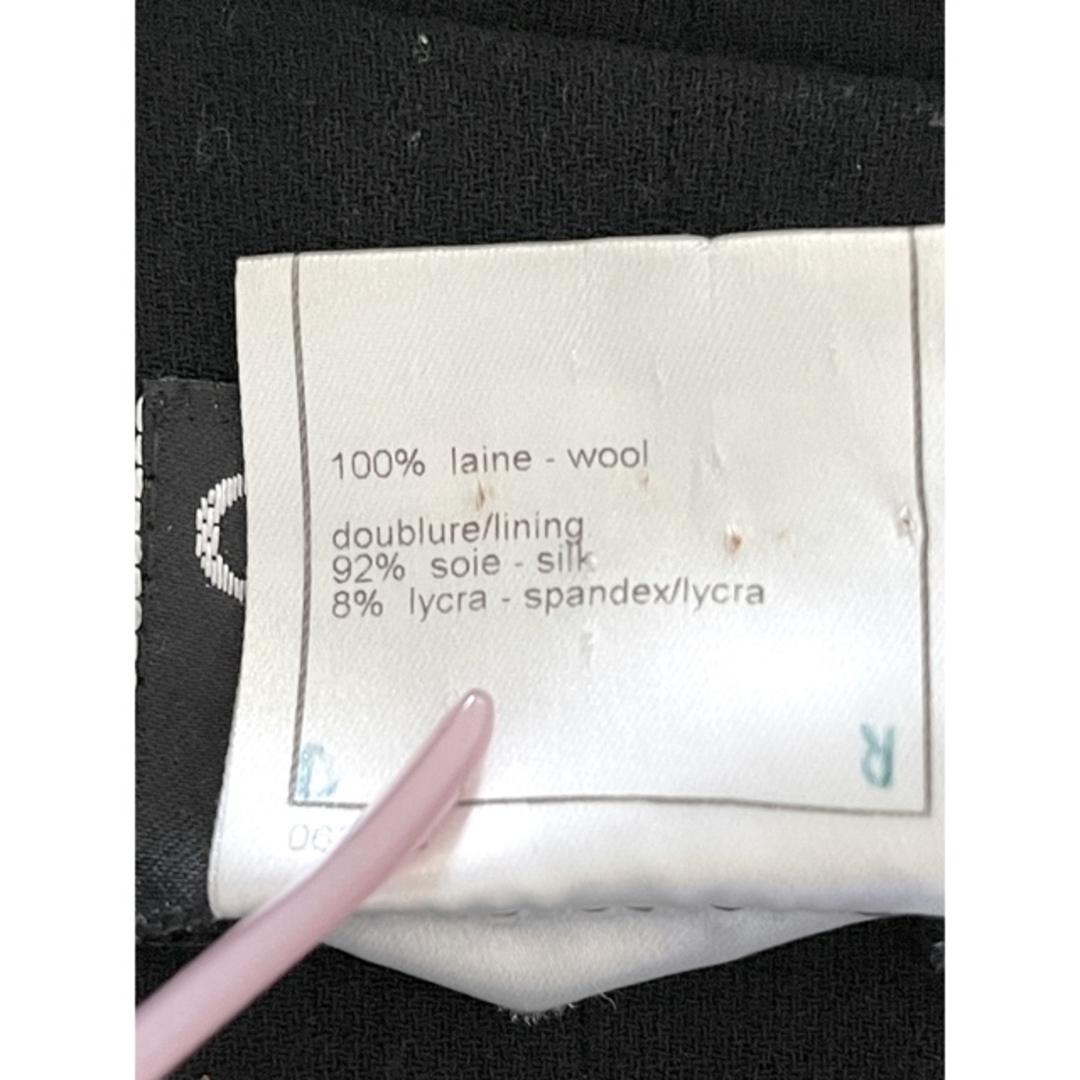 100% laine - wool
doublure/lining
92% soie - silk
8% lycra - spandex/lycra
R